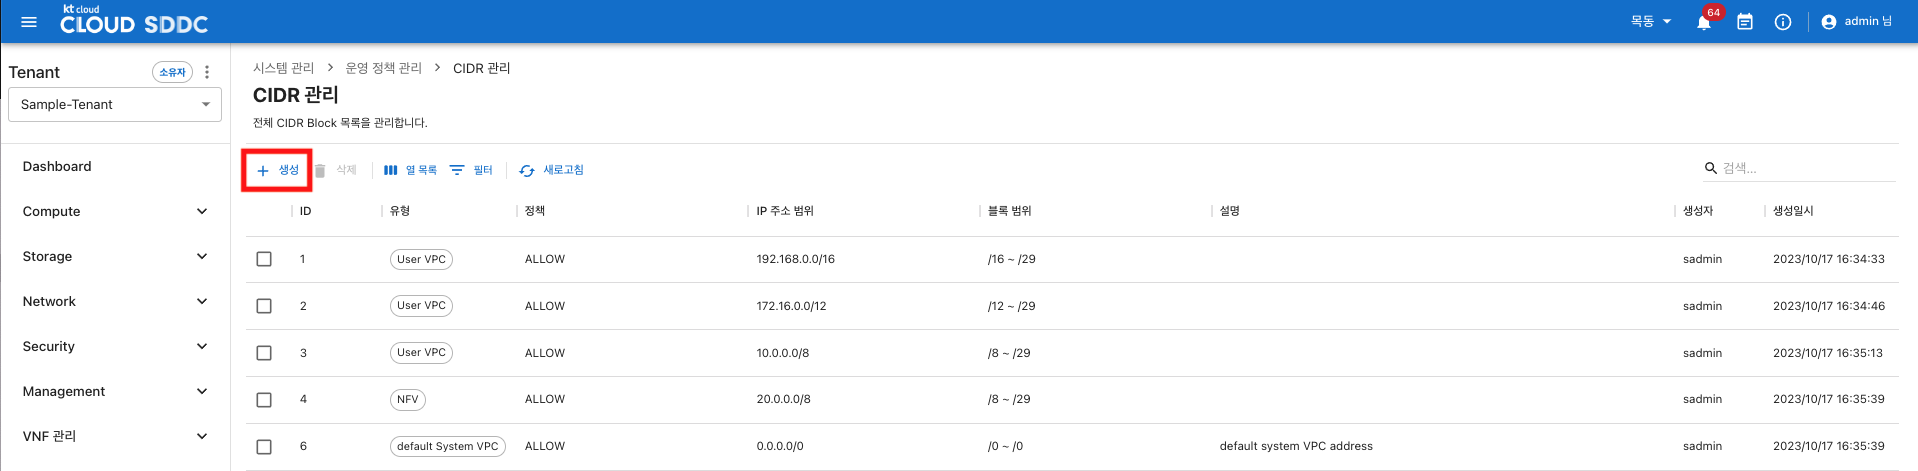 kt cloud
CLOUD SDDC
목동
64
admin 님
Tenant
소유자
Sample-Tenant
Dashboard
Compute
Storage
Network
Security
Management
VNF 관리
시스템 관리 > 운영 정책 관리 > CIDR 관리
CIDR 관리
전체 CIDR Block 목록을 관리합니다.
+ 생성 삭제 열 목록 필터 새로고침 검색...
ID 유형 정책 IP 주소 범위 블록 범위 설명 생성자 생성일시
1 User VPC ALLOW 192.168.0.0/16 /16 ~ /29 sadmin 2023/10/17 16:34:33
2 User VPC ALLOW 172.16.0.0/12 /12 ~ /29 sadmin 2023/10/17 16:34:46
3 User VPC ALLOW 10.0.0.0/8 /8 ~ /29 sadmin 2023/10/17 16:35:13
4 NFV ALLOW 20.0.0.0/8 /8 ~ /29 sadmin 2023/10/17 16:35:39
6 default System VPC ALLOW 0.0.0.0/0 /0 ~ /0 default system VPC address sadmin 2023/10/17 16:35:39